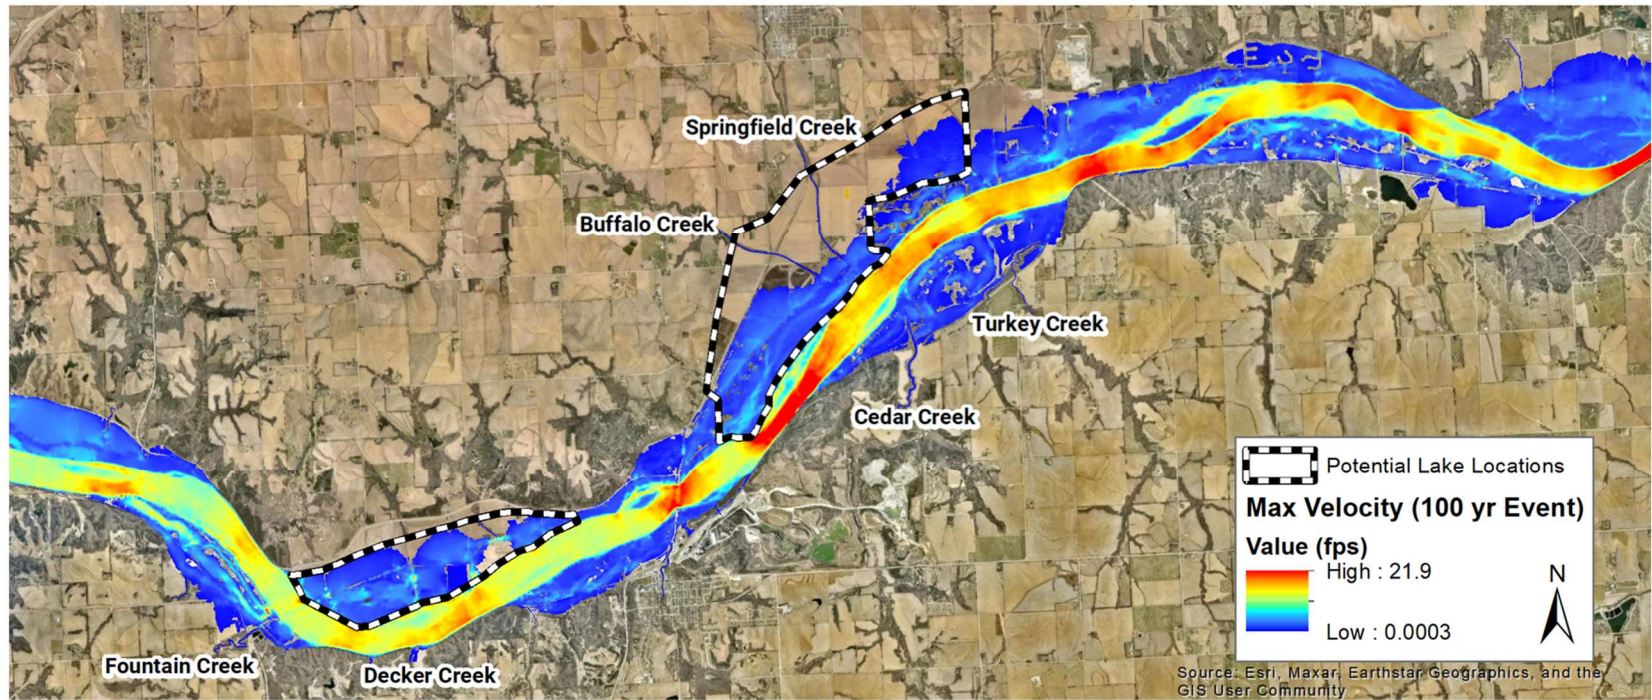 Springfield Creek
Buffalo Creek
Turkey Creek
Cedar Creek
Fountain Creek
Decker Creek
Potential Lake Locations
Max Velocity (100 yr Event)
Value (fps)
High : 21.9
Low : 0.0003
N
Source: Esri, Maxar, Earthstar Geographics, and the
GIS User Community